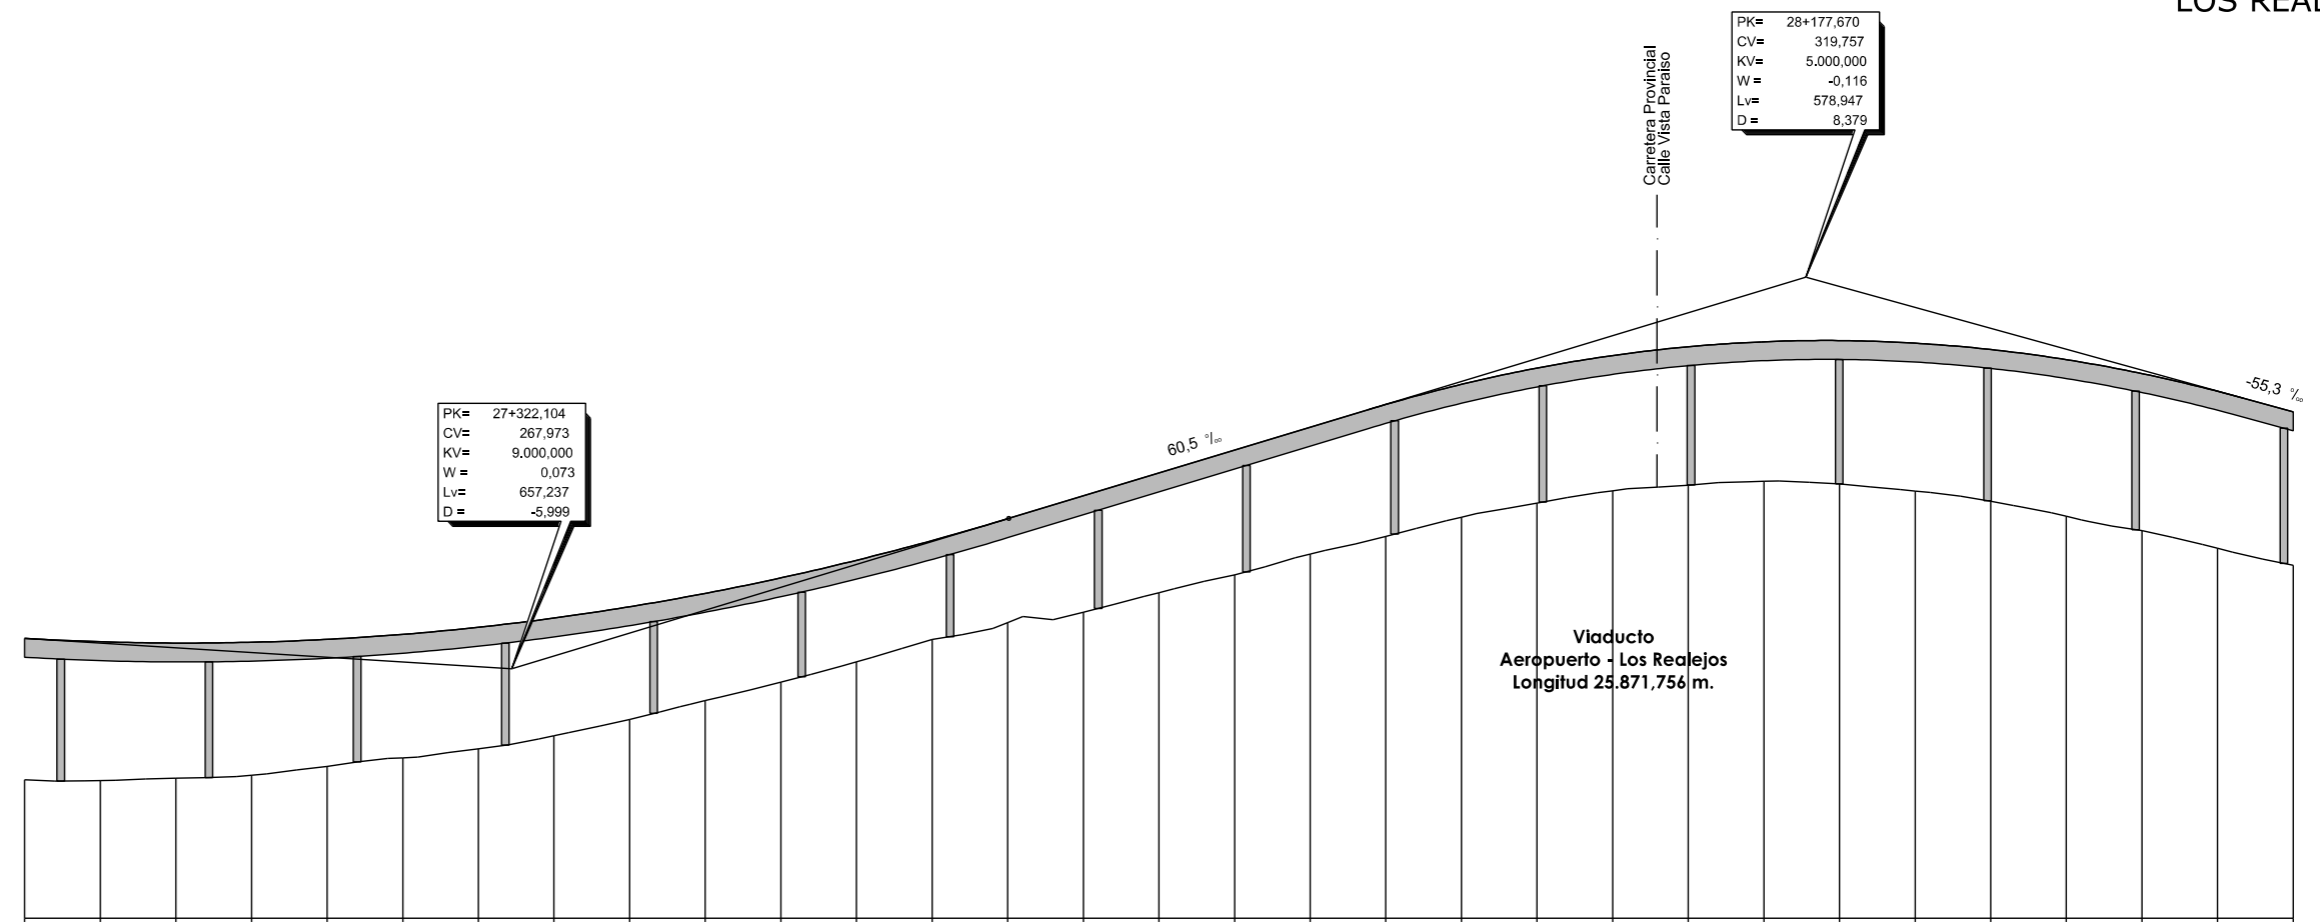 LOS REAL
PK= 28+177,670
CV= 319,757
KV= 5.000,000
W = -0,116
Lv= 578,947
D = 8,379
Carretera Provincial
Calle Vista Paraiso
-55,3 ‰
PK= 27+322,104
CV= 267,973
KV= 9.000,000
W = 0,073
Lv= 657,237
D = -5,999
60,5 ‰
Viaducto
Aeropuerto - Los Realejos
Longitud 25.871,756 m.